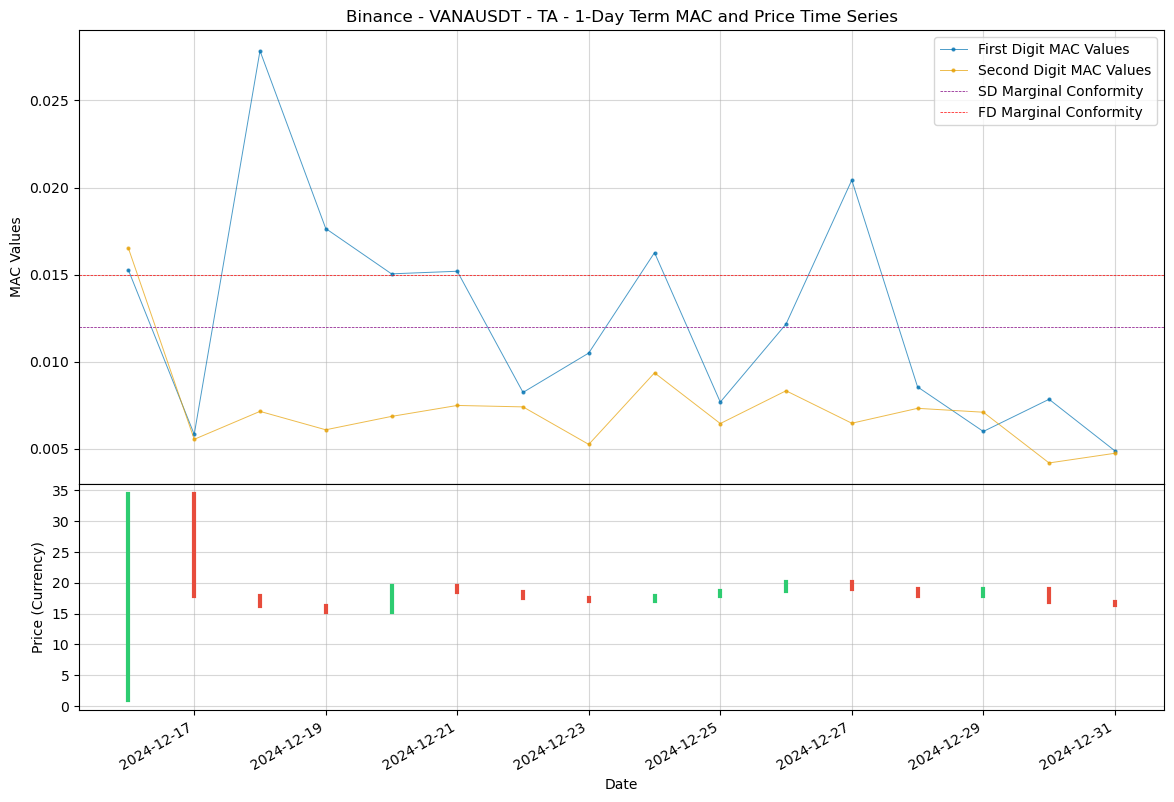 Binance - VANAUSDT - TA - 1-Day Term MAC and Price Time Series
First Digit MAC Values
Second Digit MAC Values
SD Marginal Conformity
FD Marginal Conformity
MAC Values
0.025
0.020
0.015
0.010
0.005
Price (Currency)
35
30
25
20
15
10
5
0
2024-12-17
2024-12-19
2024-12-21
2024-12-23
2024-12-25
2024-12-27
2024-12-29
2024-12-31
Date